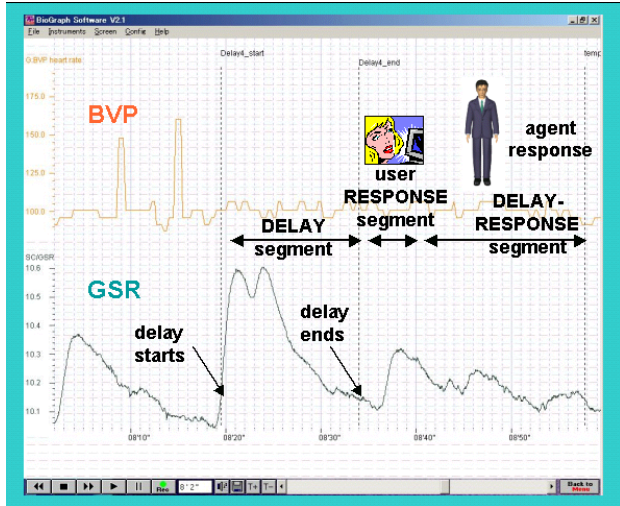 BioGraph Software V2.1
File Instruments Screen Config Help
Delay4_start
temp
G.BVP heart rate
Delay4_end
175.0
BVP
150.0
agent
response
user
RESPONSE
segment
125.0
100.0
DELAY
segment
DELAY-
RESPONSE
segment
SC/GSR
10.6
GSR
10.5
10.4
delay
starts
delay
ends
10.3
10.2
10.1
08'10" 08'20" 08'30" 08'40" 08'50"
Rec 8'2" T+ T- Back to
Menu